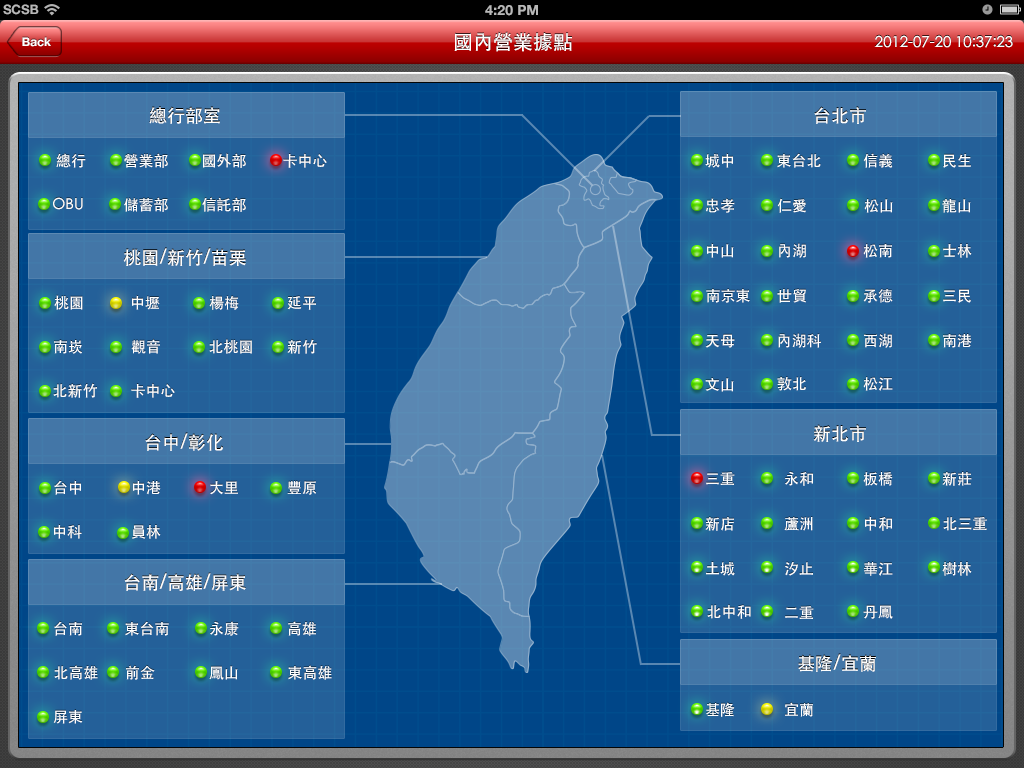 SCSB 4:20 PM
Back 國內營業據點 2012-07-20 10:37:23
總行部室
總行 營業部 國外部 卡中心
OBU 儲蓄部 信託部
桃園/新竹/苗栗
桃園 中壢 楊梅 延平
南崁 觀音 北桃園 新竹
北新竹 卡中心
台中/彰化
台中 中港 大里 豐原
中科 員林
台南/高雄/屏東
台南 東台南 永康 高雄
北高雄 前金 鳳山 東高雄
屏東
台北市
城中 東台北 信義 民生
忠孝 仁愛 松山 龍山
中山 內湖 松南 士林
南京東 世貿 承德 三民
天母 內湖科 西湖 南港
文山 敦北 松江
新北市
三重 永和 板橋 新莊
新店 蘆洲 中和 北三重
土城 汐止 華江 樹林
北中和 二重 丹鳳
基隆/宜蘭
基隆 宜蘭